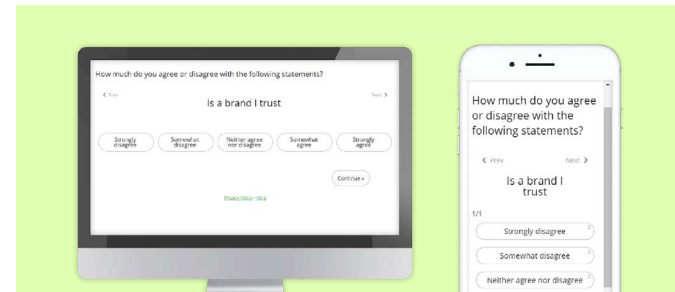 How much do you agree or disagree with the following statements?
Prev
Next
Is a brand I trust
Strongly
disagree
Somewhat
disagree
Neither agree
nor disagree
Somewhat
agree
Strongly
agree
Continue »
Privacy Policy - Help
How much do you agree
or disagree with the
following statements?
Prev
Next
Is a brand I
trust
1/1
Strongly disagree
Somewhat disagree
Neither agree nor disagree